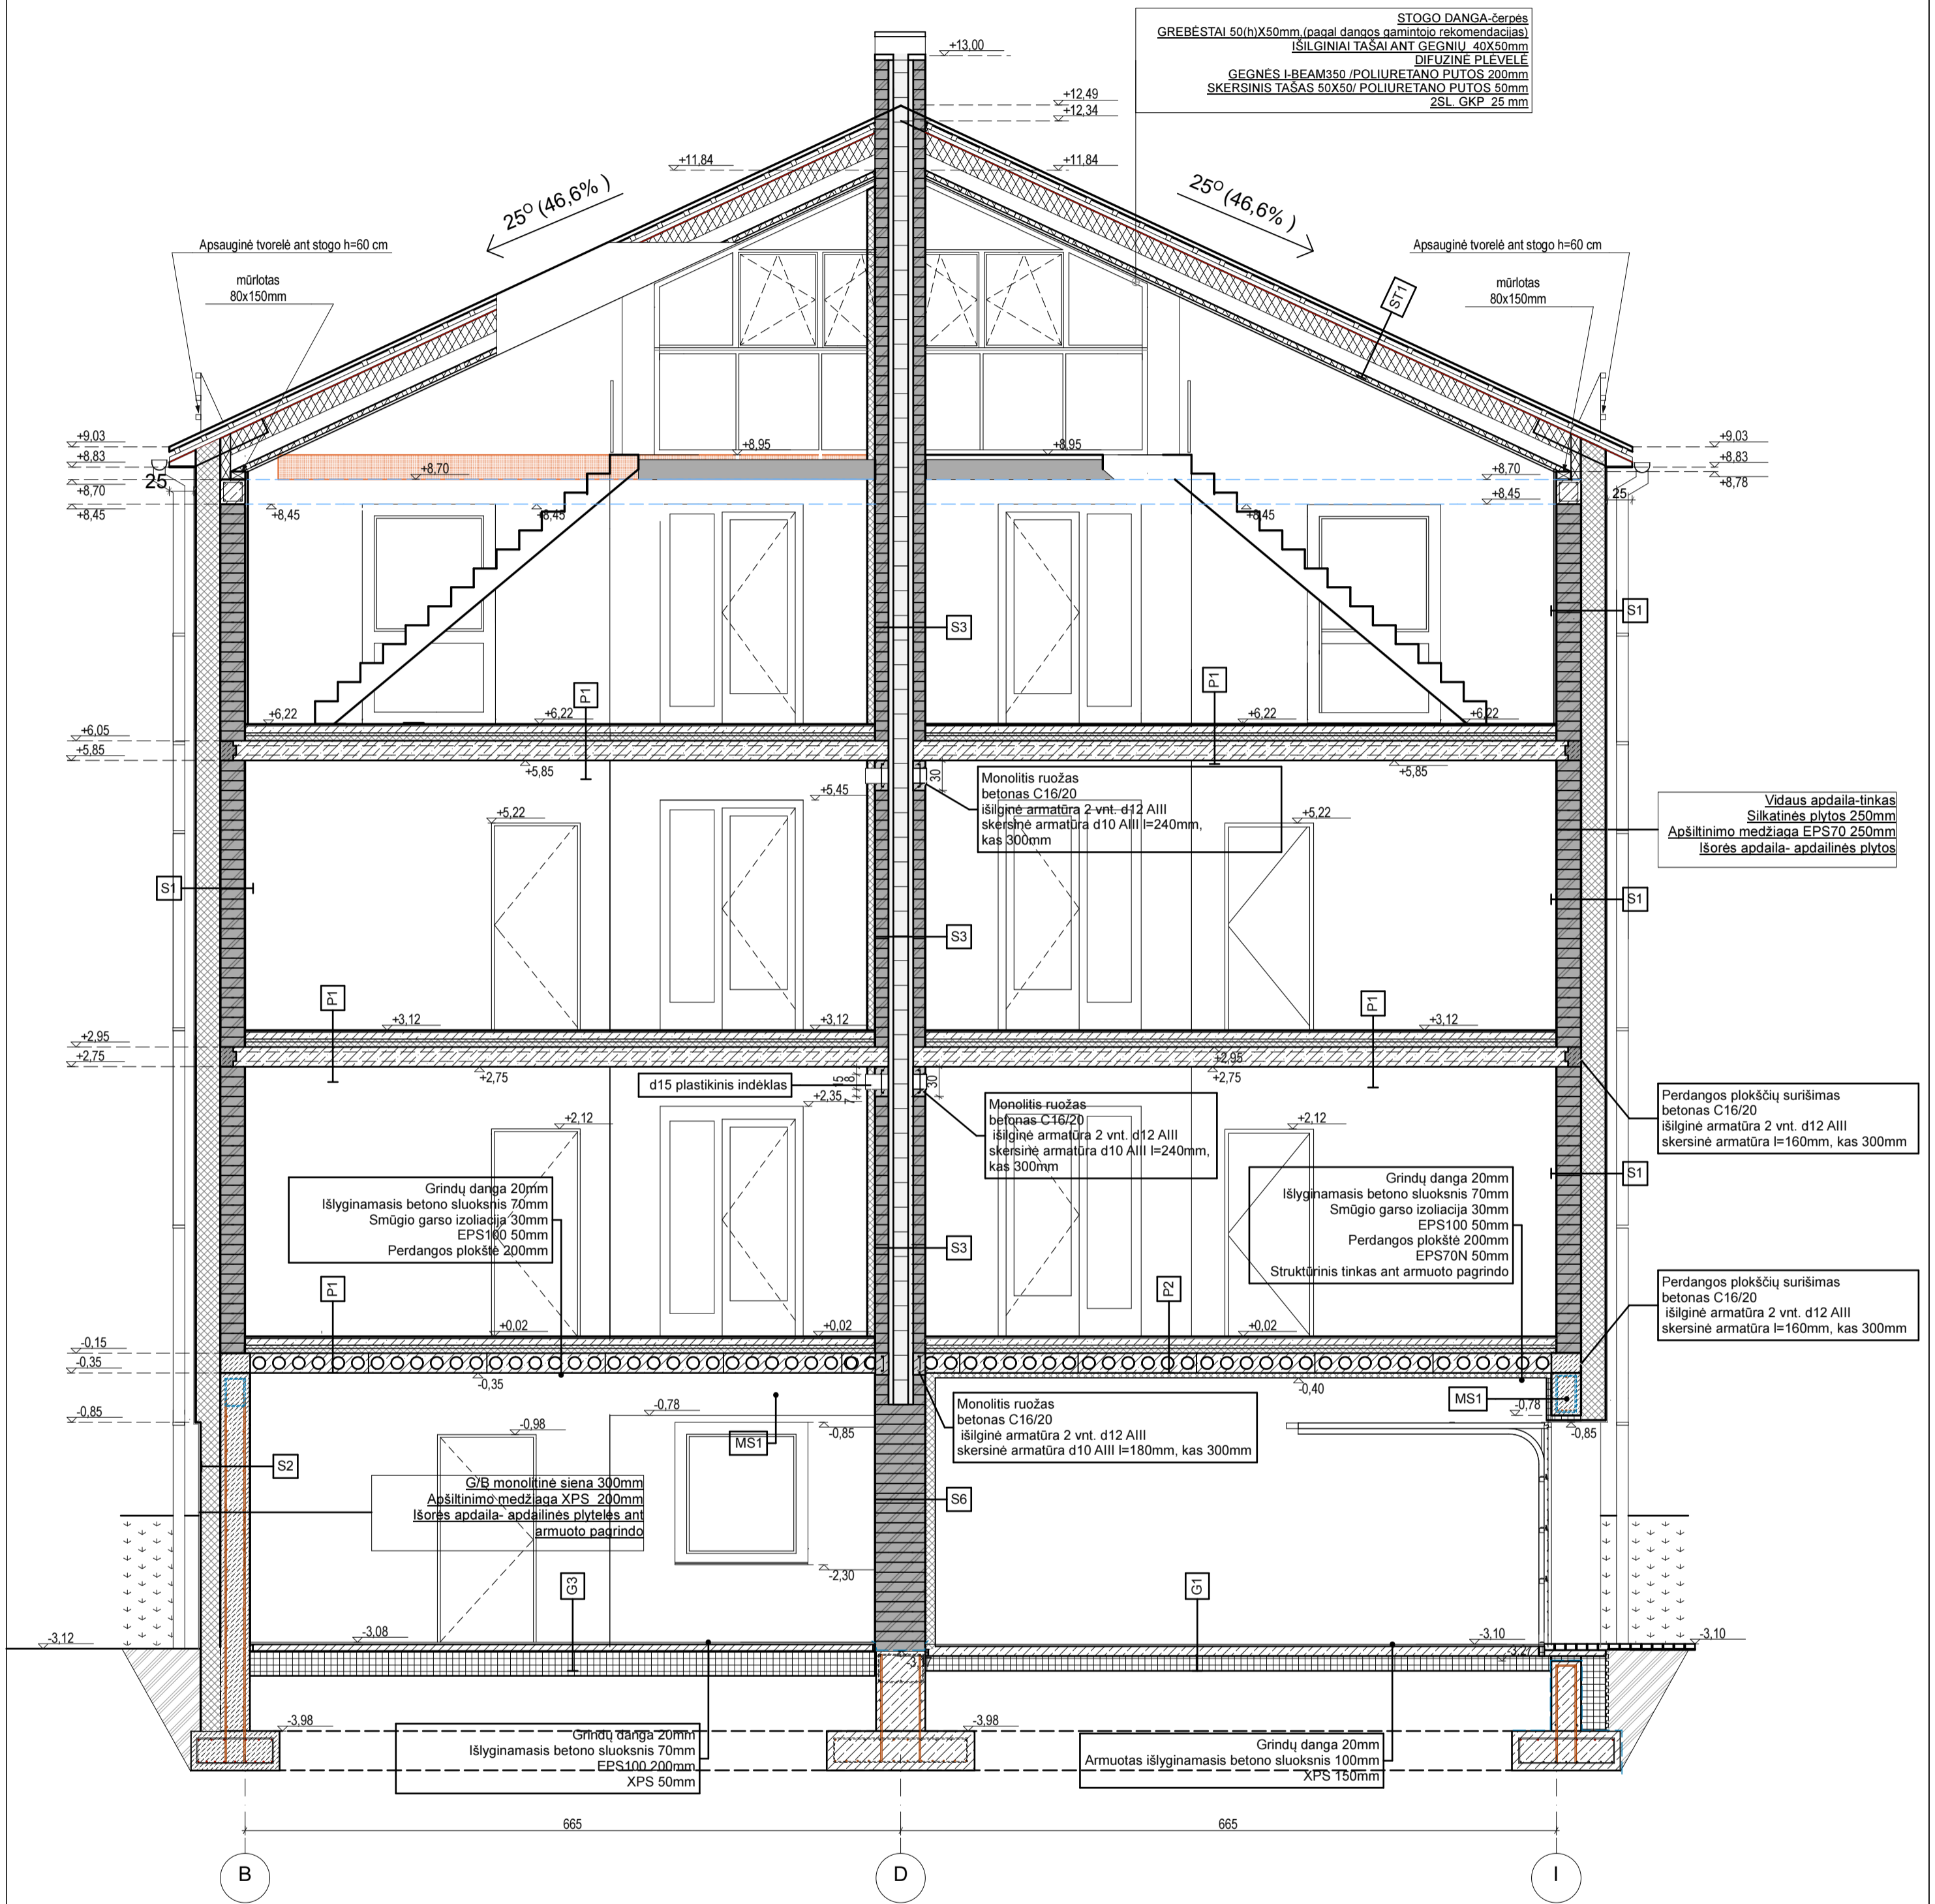 STOGO DANGA-čerpės
GREBĖSTAI 50(h)X50mm,(pagal dangos gamintojo rekomendacijas)
IŠILGINIAI TAŠAI ANT GEGNIŲ 40X50mm
DIFUZINĖ PLĖVELĖ
GEGNĖS I-BEAM350 /POLIURETANO PUTOS 200mm
SKERSINIS TAŠAS 50X50/ POLIURETANO PUTOS 50mm
2SL. GKP 25 mm
+13,00
+12,49
+12,34
+11,84
+11,84
25° (46,6% )
25° (46,6% )
Apsauginė tvorelė ant stogo h=60 cm
Apsauginė tvorelė ant stogo h=60 cm
mūrlotas
80x150mm
mūrlotas
80x150mm
ST1
+9,03
+8,83
25
+8,70
+8,45
+8,95
+8,95
+8,70
+8,70
+8,45
+8,45
+8,45
+8,45
+9,03
+8,83
+8,78
25
S3
S1
P1
P1
+6,22
+6,22
+6,22
+6,22
+6,05
+5,85
+5,85
+5,85
30
+5,45
+5,22
+5,22
Monolitis ruožas
betonas C16/20
išilginė armatūra 2 vnt. d12 AIII
skersinė armatūra d10 AIII l=240mm,
kas 300mm
Vidaus apdaila-tinkas
Silkatinės plytos 250mm
Apšiltinimo medžiaga EPS70 250mm
Išorės apdaila- apdailinės plytos
S1
S1
S3
P1
P1
+3,12
+3,12
+3,12
+2,95
+2,75
+2,95
+2,75
+2,75
d15 plastikinis indėklas
15
8
7
30
+2,35
+2,12
+2,12
Monolitis ruožas
betonas C16/20
išilginė armatūra 2 vnt. d12 AIII
skersinė armatūra d10 AIII l=240mm,
kas 300mm
Perdangos plokščių surišimas
betonas C16/20
išilginė armatūra 2 vnt. d12 AIII
skersinė armatūra l=160mm, kas 300mm
S1
Grindų danga 20mm
Išlyginamasis betono sluoksnis 70mm
Smūgio garso izoliacija 30mm
EPS100 50mm
Perdangos plokštė 200mm
Grindų danga 20mm
Išlyginamasis betono sluoksnis 70mm
Smūgio garso izoliacija 30mm
EPS100 50mm
Perdangos plokštė 200mm
EPS70N 50mm
Struktūrinis tinkas ant armuoto pagrindo
S3
P1
P2
Perdangos plokščių surišimas
betonas C16/20
išilginė armatūra 2 vnt. d12 AIII
skersinė armatūra l=160mm, kas 300mm
+0,02
+0,02
+0,02
-0,15
-0,35
-0,35
-0,40
-0,85
-0,78
-0,85
-0,98
MS1
MS1
-0,78
-0,85
Monolitis ruožas
betonas C16/20
išilginė armatūra 2 vnt. d12 AIII
skersinė armatūra d10 AIII l=180mm, kas 300mm
S2
G/B monolitinė siena 300mm
Apšiltinimo medžiaga XPS 200mm
Išorės apdaila- apdailinės plytelės ant
armuoto pagrindo
S6
-2,30
G3
G1
-3,12
-3,08
-3,10
-3,10
-3,27
-3,98
-3,98
Grindų danga 20mm
Išlyginamasis betono sluoksnis 70mm
EPS100 200mm
XPS 50mm
Grindų danga 20mm
Armuotas išlyginamasis betono sluoksnis 100mm
XPS 150mm
665
665
B
D
I